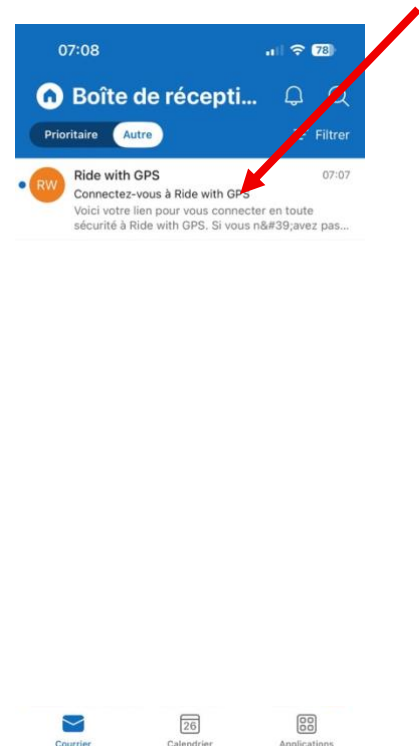 07:08
78
Boîte de récepti...
Prioritaire
Autre
Filtrer
RW
Ride with GPS
07:07
Connectez-vous à Ride with GPS
Voici votre lien pour vous connecter en toute
sécurité à Ride with GPS. Si vous n&#39;avez pas...
26
Courrier
Calendrier
Applications